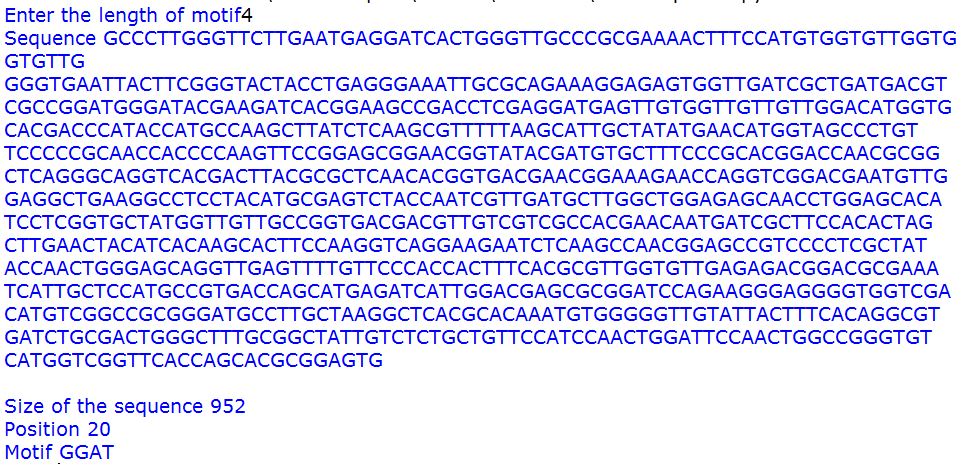 Enter the length of motif4
Sequence GCCCTTGGGTTCTTGAATGAGGATCACTGGGTTGCCCGCGAAAACTTTCCATGTGGTGTTGGTG
GTGTTG
GGGTGAATTACTTCGGGTACTACCTGAGGGAAATTGCGCAGAAAGGAGAGTGGTTGATCGCTGATGACGT
CGCCGGATGGGATACGAAGATCACGGAAGCCGACCTCGAGGATGAGTTGTGGTTGTTGTTGGACATGGTG
CACGACCCATACCATGCCAAGCTTATCTCAAGCGTTTTTAAGCATTGCTATATGAACATGGTAGCCCTGT
TCCCCCGCAACCACCCCAAGTTCCGGAGCGGAACGGTATACGATGTGCTTTCCCGCACGGACCAACGCGG
CTCAGGGCAGGTCACGACTTACGCGCTCAACACGGTGACGAACGGAAAGAACCAGGTCGGACGAATGTTG
GAGGCTGAAGGCCTCCTACATGCGAGTCTACCAATCGTTGATGCTTGGCTGGAGAGCAACCTGGAGCACA
TCCTCGGTGCTATGGTTGTTGCCGGTGACGACGTTGTCGTCGCCACGAACAATGATCGCTTCCACACTAG
CTTGAACTACATCACAAGCACTTCCAAGGTCAGGAAGAATCTCAAGCCAACGGAGCCGTCCCCTCGCTAT
ACCAACTGGGAGCAGGTTGAGTTTTGTTCCCACCACTTTCACGCGTTGGTGTTGAGAGACGGACGCGAAA
TCATTGCTCCATGCCGTGACCAGCATGAGATCATTGGACGAGCGCGGATCCAGAAGGGAGGGGTGGTCGA
CATGTCGGCCGCGGGATGCCTTGCTAAGGCTCACGCACAAATGTGGGGGTTGTATTACTTTCACAGGCGT
GATCTGCGACTGGGCTTTGCGGCTATTGTCTCTGCTGTTCCATCCAACTGGATTCCAACTGGCCGGGTGT
CATGGTCGGTTCACCAGCACGCGGAGTG
Size of the sequence 952
Position 20
Motif GGAT